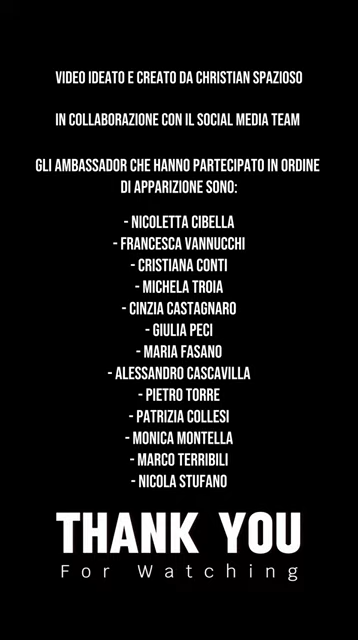 VIDEO IDEATO E CREATO DA CHRISTIAN SPAZIOSO
IN COLLABORAZIONE CON IL SOCIAL MEDIA TEAM
GLI AMBASSADOR CHE HANNO PARTECIPATO IN ORDINE
DI APPARIZIONE SONO:
- NICOLETTA CIBELLA
- FRANCESCA VANNUCCHI
- CRISTIANA CONTI
- MICHELA TROIA
- CINZIA CASTAGNARO
- GIULIA PECI
- MARIA FASANO
- ALESSANDRO CASCAVILLA
- PIETRO TORRE
- PATRIZIA COLLESI
- MONICA MONTELLA
- MARCO TERRIBILI
- NICOLA STUFANO
THANK YOU
For Watching